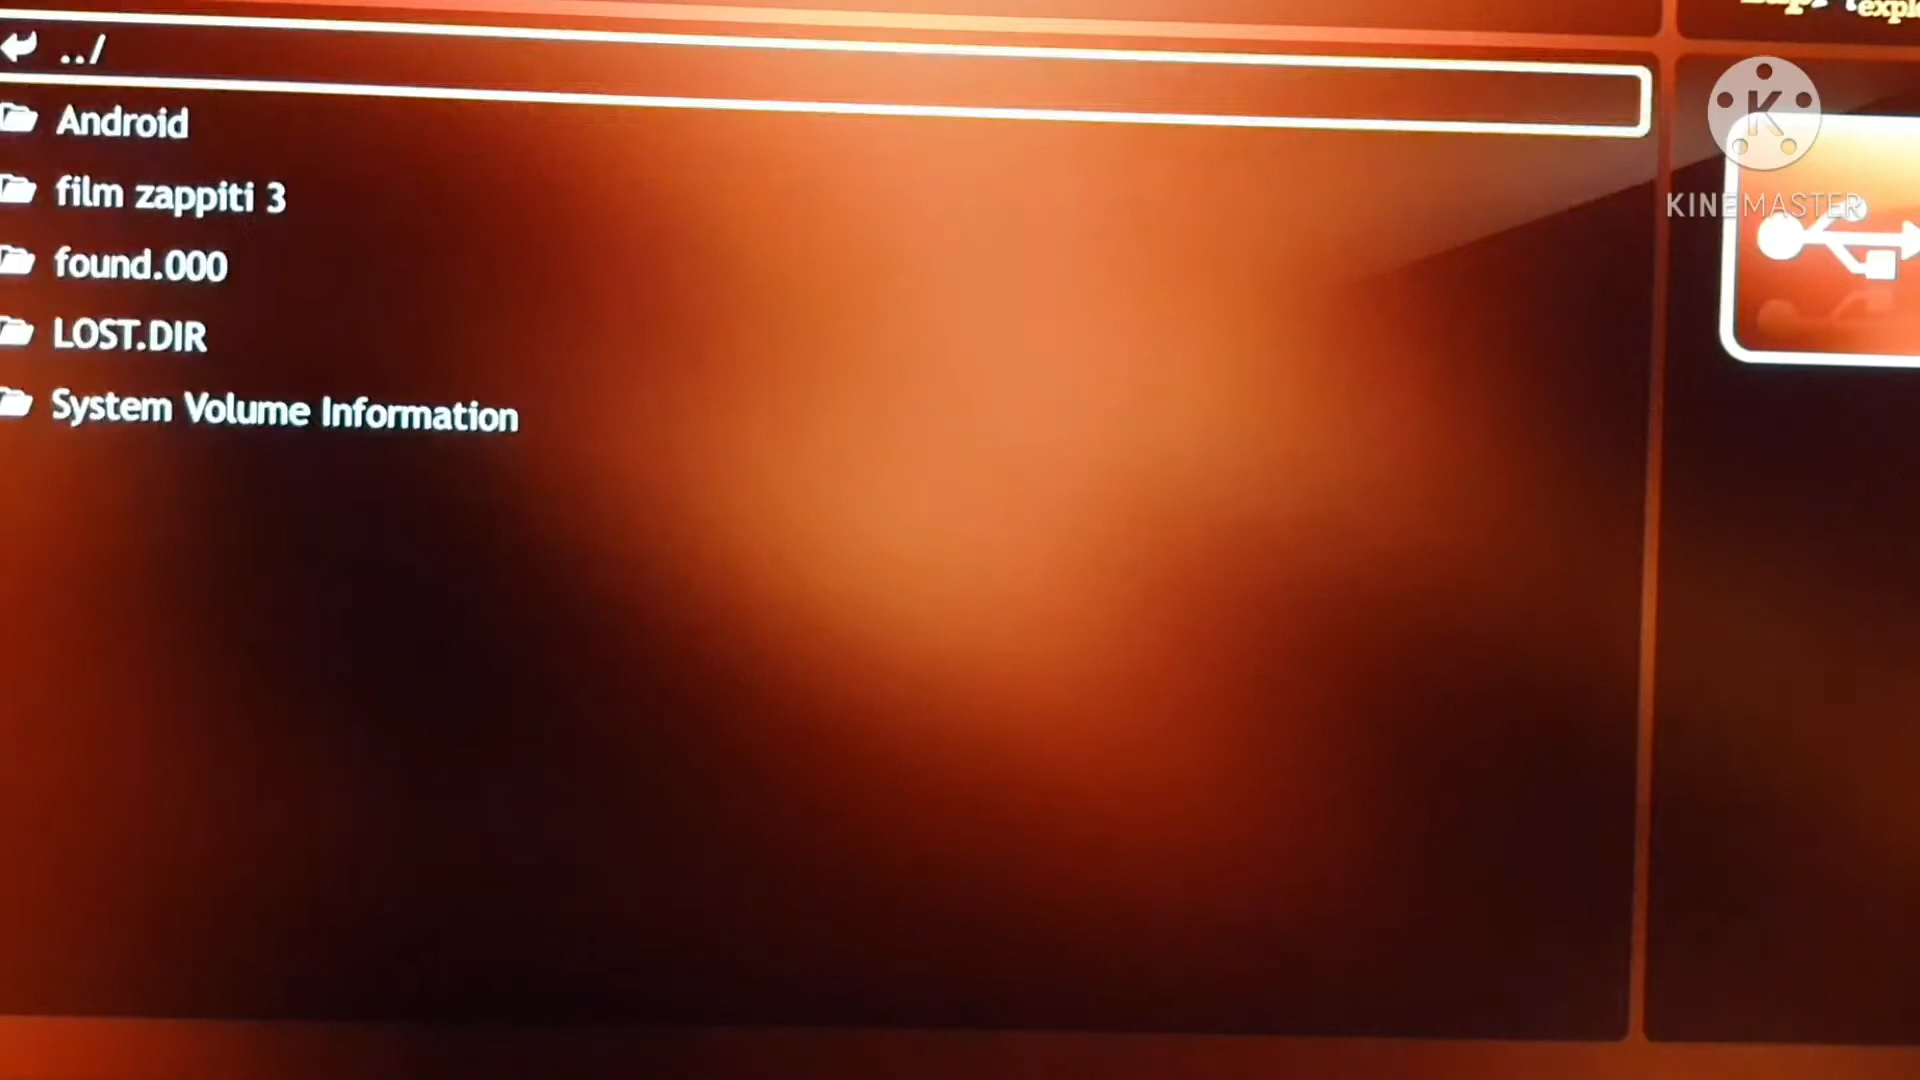 ../
Android
film zappiti 3
found.000
LOST.DIR
System Volume Information
K
KINEMASTER